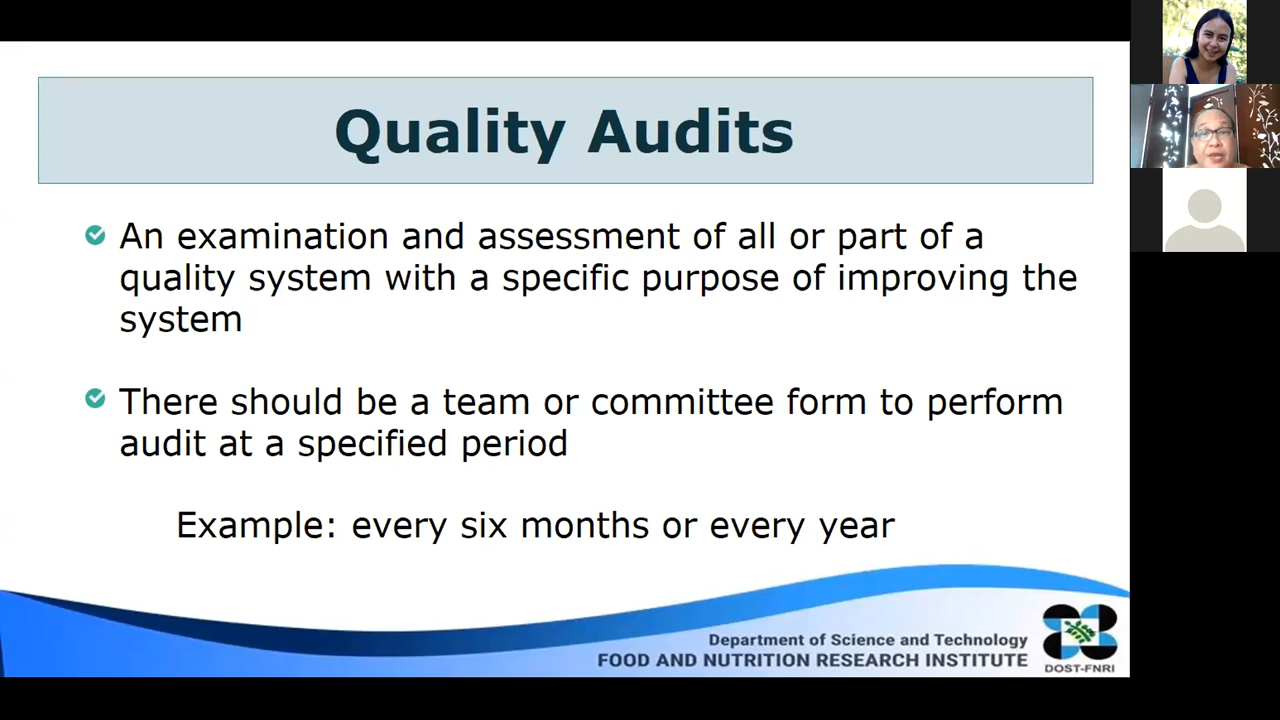 Quality Audits
An examination and assessment of all or part of a
quality system with a specific purpose of improving the
system
There should be a team or committee form to perform
audit at a specified period
Example: every six months or every year
Department of Science and Technology
FOOD AND NUTRITION RESEARCH INSTITUTE
DOST-FNRI